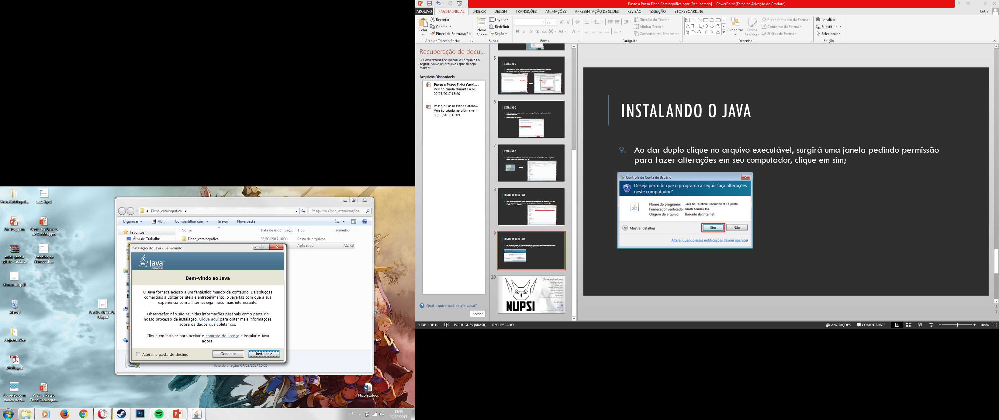 FichaCatalograf...
aula 3.pdf
Direito.pptm
Gzuis dos Branco
de Drados.pptx
aula1-janela
splahs - aula.rar
Trabalho de
Bancos de...
Bernardes.pdf
Marvel
Danilo-Vieira-B.
(1).pdf
Projetos Web
Direito.pdf
Conexão com
banco de d...
Passo a Passo
Ficha Catalográ...
Nicolas.docx
sso2
Ficha_catalografica
Pesquisar Ficha_catalografica
Organizar
Abrir
Compartilhar com
Gravar
Nova pasta
Nome
Data de modificaç...
Tipo
Tamanho
Favoritos
Área de Trabalho
Ficha_catalografica
08/03/2017 16:30
Pasta de arquivos
Aplicativo
722 KB
Instalação do Java - Bem-vindo
Java
ORACLE
Bem-vindo ao Java
O Java fornece acesso a um fantástico mundo de conteúdo. De soluções
comerciais a utilitários úteis e entretenimento, o Java faz com que a sua
experiência com a Internet seja muito mais interessante.
Observação: não são reunidas informações pessoais como parte do
nosso processo de instalação. Clique aqui para obter mais informações
sobre os dados que coletamos.
Clique em Instalar para aceitar o contrato de licença e instalar o Java
agora.
Alterar a pasta de destino
Cancelar
Instalar >
Data da criação: 07/03/2017 15:01
Ps
PT
13:33
09/03/2017
Passo a Passo Ficha Catalográfica.pptx [Recuperado] - PowerPoint (Falha na Ativação do Produto)
ARQUIVO
PÁGINA INICIAL
INSERIR
DESIGN
TRANSIÇÕES
ANIMAÇÕES
APRESENTAÇÃO DE SLIDES
REVISÃO
EXIBIÇÃO
STORYBOARDING
Entrar
Colar
Recortar
Copiar
Pincel de Formatação
Área de Transferência
Novo
Slide
Layout
Redefinir
Seção
Slides
22
N I S S abc AV Aa A
Fonte
Direção do Texto
Alinhar Texto
Converter em SmartArt
Parágrafo
Organizar
Estilos
Rápidos
Preenchimento da Forma
Contorno da Forma
Efeitos de Forma
Desenho
Localizar
Substituir
Selecionar
Edição
Recuperação de docu...
O PowerPoint recuperou os arquivos a
seguir. Salve os arquivos que deseja
manter.
Arquivos Disponíveis
Passo a Passo Ficha Catal... .
Versão criada durante a re...
09/03/2017 13:26
Passo a Passo Ficha Catalo...
Versão criada na última ve...
09/03/2017 13:09
Qual arquivo você deseja salvar?
Fechar
5
EXTRAINDO
6
EXTRAINDO
7
EXTRAINDO
8
INSTALANDO O JAVA
9
INSTALANDO O JAVA
10
Desenvolvedores
Contato
NUPSI
INSTALANDO O JAVA
9. Ao dar duplo clique no arquivo executável, surgirá uma janela pedindo permissão
para fazer alterações em seu computador, clique em sim;
Controle de Conta de Usuário
Deseja permitir que o programa a seguir faça alterações
neste computador?
Nome do programa: Java SE Runtime Environment 8 Update
Fornecedor verificado: Oracle America, Inc.
Origem do arquivo: Baixado da Internet
Mostrar detalhes
Sim
Não
Alterar quando essas notificações devem aparecer
SLIDE 9 DE 10
PORTUGUÊS (BRASIL)
RECUPERADO
ANOTAÇÕES
COMENTÁRIOS
104%